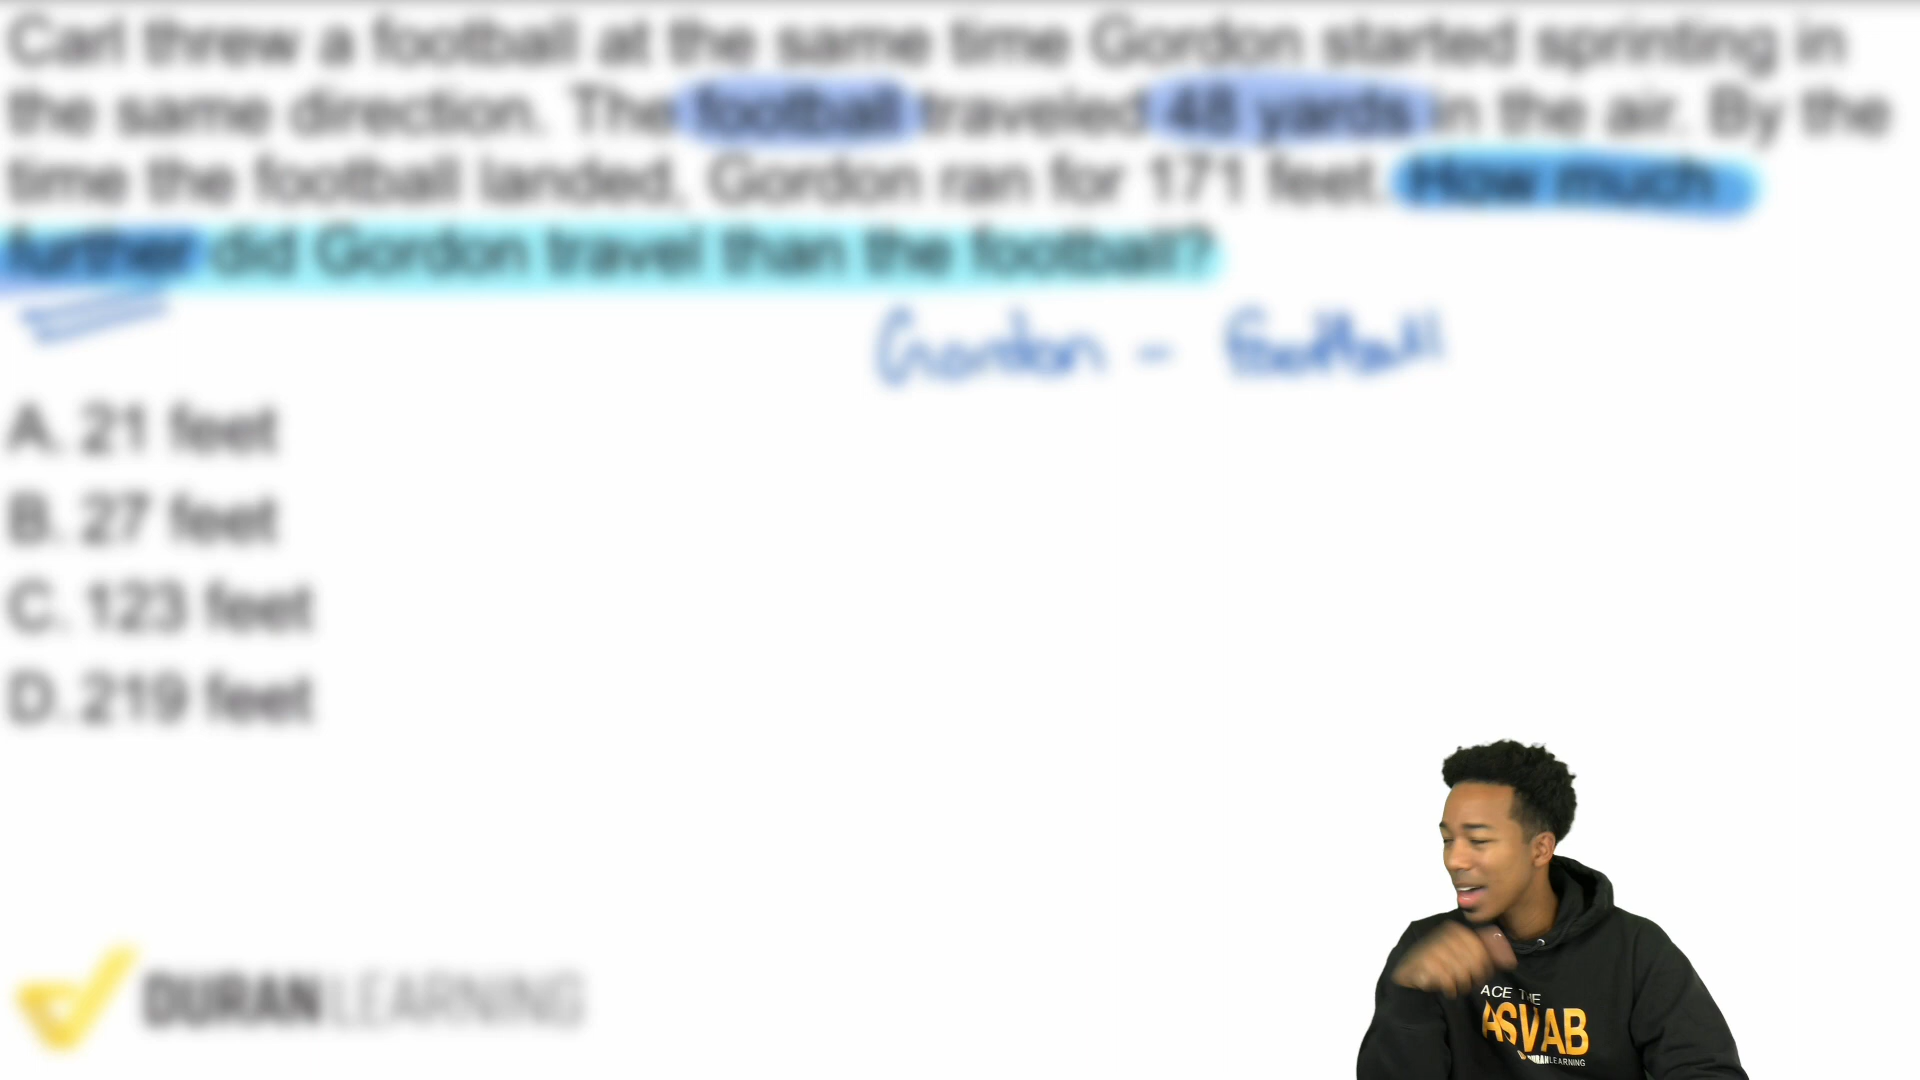 Carl threw a football at the same time Gordon started sprinting in
the same direction. The football traveled 48 yards in the air. By the
time the football landed, Gordon ran for 171 feet. How much
further did Gordon travel than the football?
Gordon - Football
A. 21 feet
B. 27 feet
C. 123 feet
D. 219 feet
DURAN LEARNING
ACE THE
ASVAB
DURANLEARNING